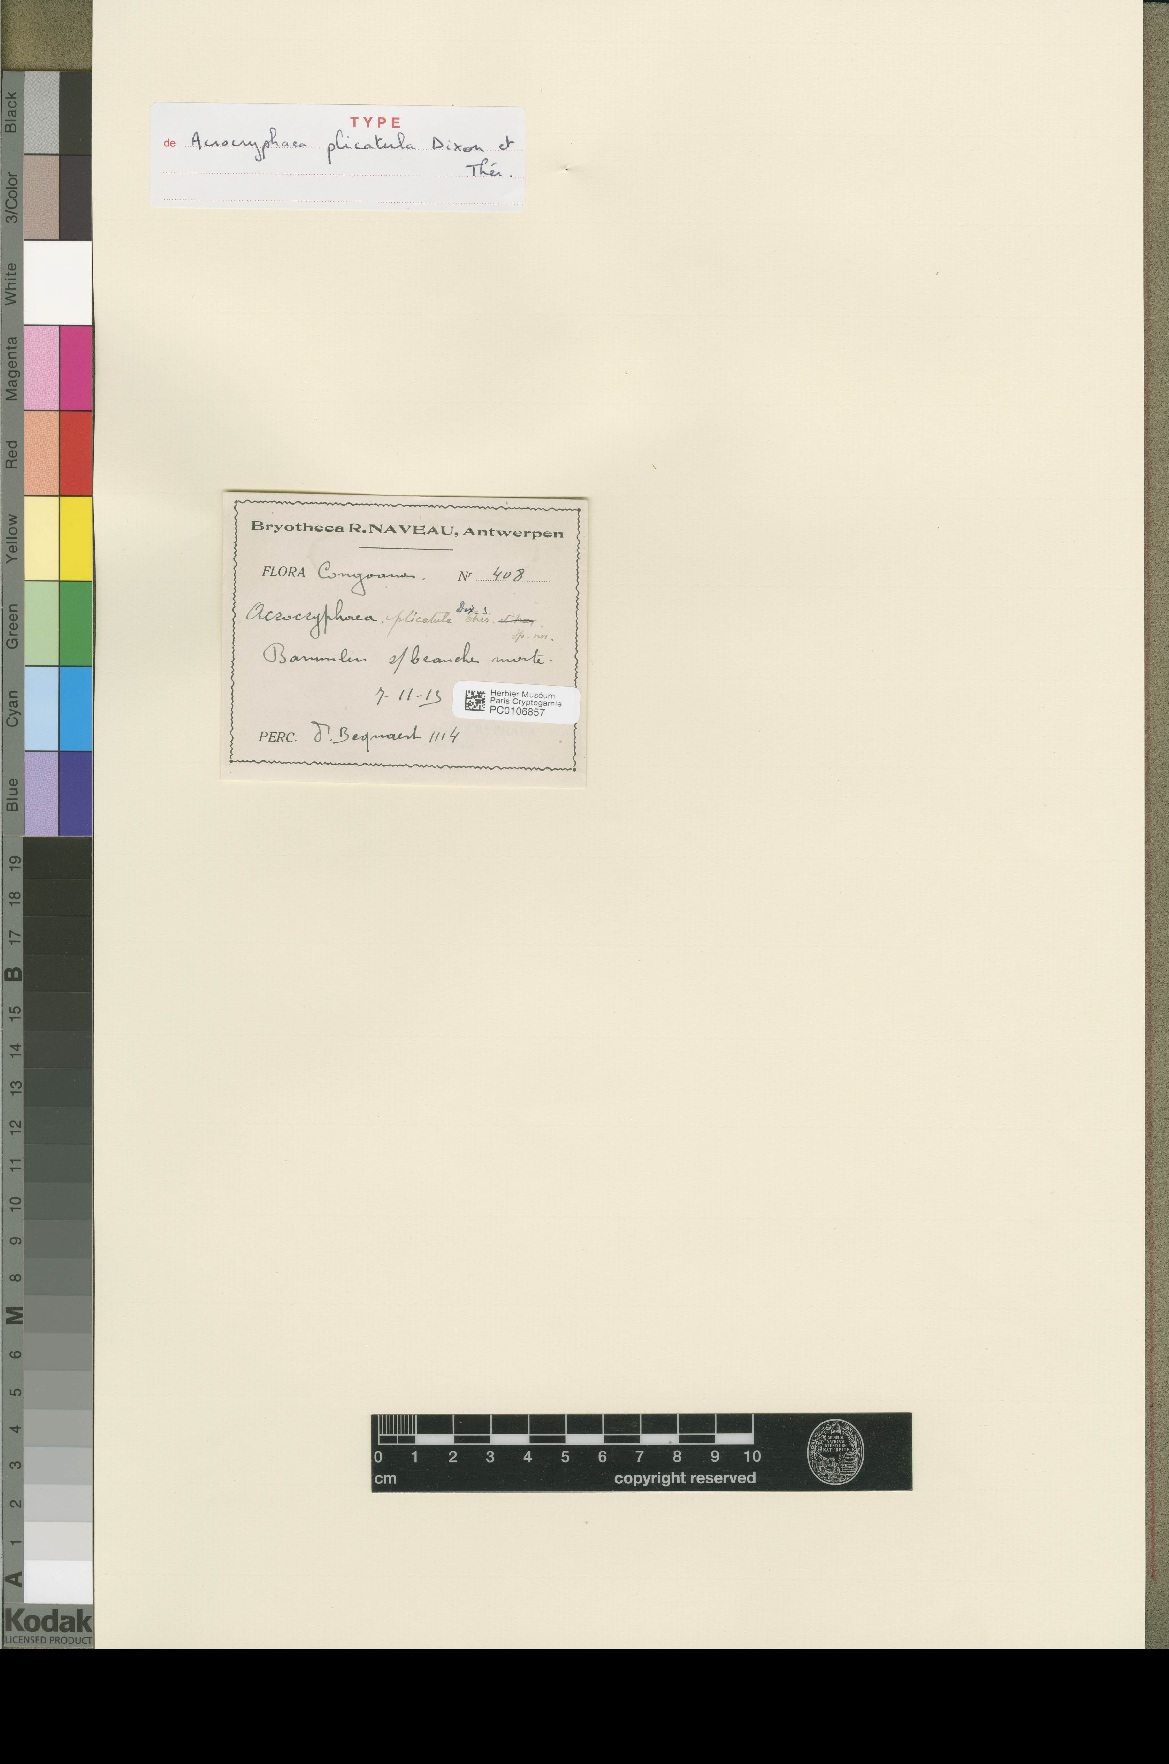 TYPE
de Acrocryphaea plicatula Dixon et
Thér.
Bryotheca R. NAVEAU, Antwerpen
FLORA Congoana. Nr 408
Acrocryphaea plicatula Dix. &
Thér.
sp. nov.
s/branche morte.
7-11-13
Herbier Muséum
Paris Cryptogamie
PC0106857
PERC. Dr. Bequaert 1114
Black
3/Color
White
Magenta
Red
Yellow
Green
Cyan
Blue
19
18
17
B
15
14
13
12
11
10
9
8
M
6
5
4
3
2
1
A
Kodak
LICENSED PRODUCT
0 1 2 3 4 5 6 7 8 9 10
cm copyright reserved